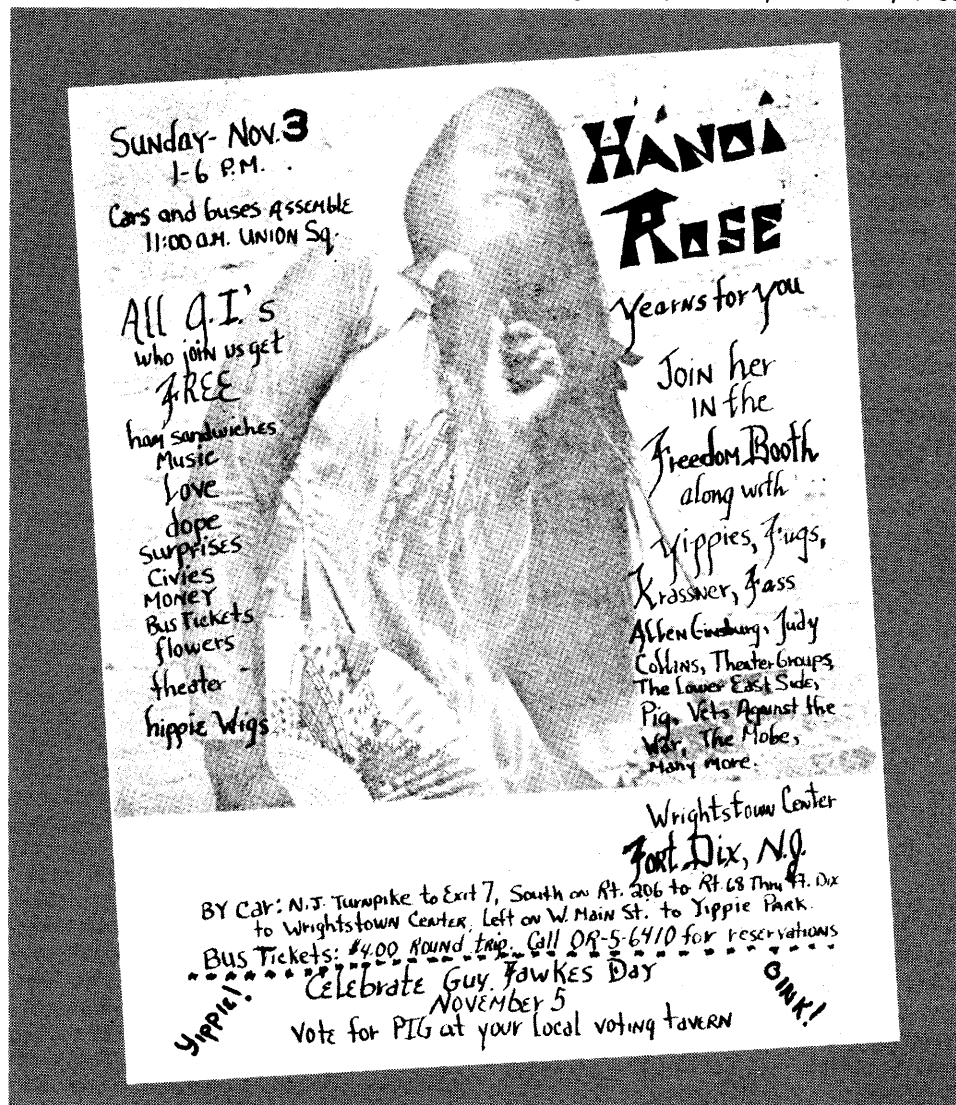 Sunday- Nov. 3
1-6 P.M.
Cars and buses ASSEMBLE
11:00 a.m. UNION Sq.
All G.I.'s
who join us get
FREE
ham sandwiches
Music
Love
dope
Surprises
Civies
Money
Bus Tickets
flowers
theater
hippie Wigs
HANOI
ROSE
Yearns for you
Join her
IN the
Freedom Booth
along with
Yippies, Fugs,
Krassner, Fass
Allen Ginsburg, Judy
Collins, Theater Groups,
The Lower East Side,
Pig, Vets Against the
War, The Mobe,
Many More.
Wrightstown Center
Fort Dix, N.J.
BY Car: N.J. Turnpike to Exit 7, South on Rt. 206 to Rt. 68 Thru Ft. Dix
to Wrightstown Center, Left on W. Main St. to Yippie Park.
Bus Tickets: $4.00 Round trip. Call OR-5-6410 for reservations
Yippie!
Celebrate Guy Fawkes Day
November 5
Vote for PIG at your local voting tavern
OINK!